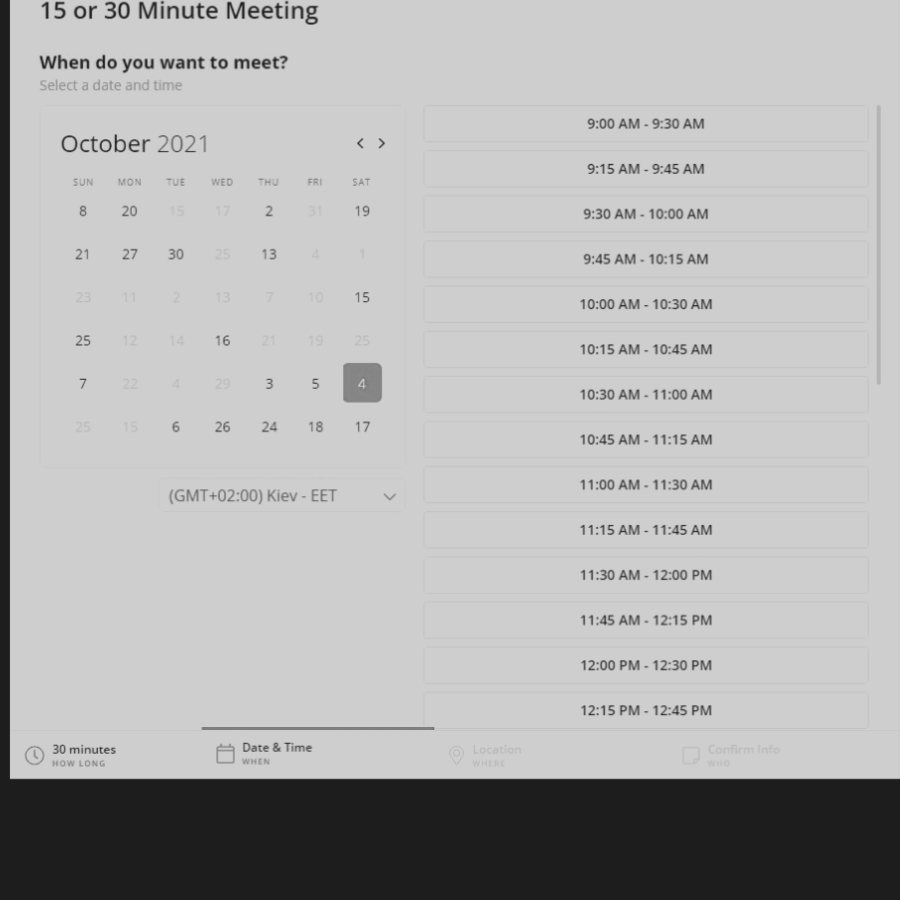 15 or 30 Minute Meeting
When do you want to meet?
Select a date and time
October 2021
SUN MON TUE WED THU FRI SAT
8 20 15 17 2 31 19
21 27 30 25 13 4 1
23 11 2 13 7 10 15
25 12 14 16 21 19 25
7 22 4 29 3 5 4
25 15 6 26 24 18 17
(GMT+02:00) Kiev - EET
9:00 AM - 9:30 AM
9:15 AM - 9:45 AM
9:30 AM - 10:00 AM
9:45 AM - 10:15 AM
10:00 AM - 10:30 AM
10:15 AM - 10:45 AM
10:30 AM - 11:00 AM
10:45 AM - 11:15 AM
11:00 AM - 11:30 AM
11:15 AM - 11:45 AM
11:30 AM - 12:00 PM
11:45 AM - 12:15 PM
12:00 PM - 12:30 PM
12:15 PM - 12:45 PM
30 minutes
HOW LONG
Date & Time
WHEN
Location
WHERE
Confirm Info
WHO